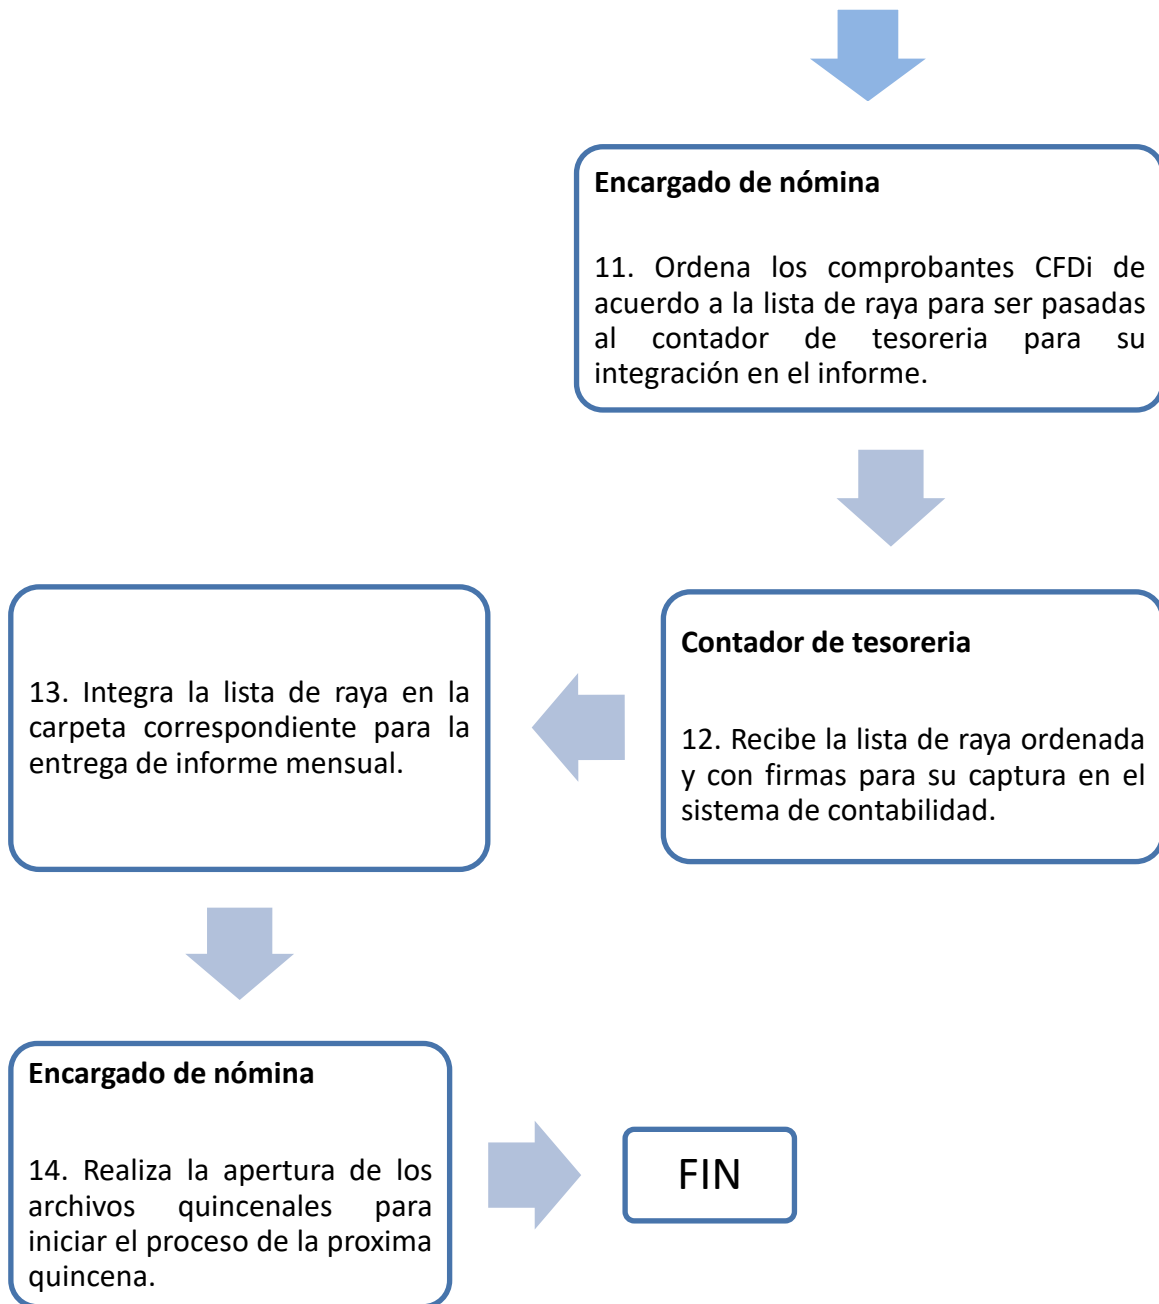 Encargado de nómina
11. Ordena los comprobantes CFDi de
acuerdo a la lista de raya para ser pasadas
al contador de tesoreria para su
integración en el informe.
Contador de tesoreria
12. Recibe la lista de raya ordenada
y con firmas para su captura en el
sistema de contabilidad.
13. Integra la lista de raya en la
carpeta correspondiente para la
entrega de informe mensual.
Encargado de nómina
14. Realiza la apertura de los
archivos quincenales para
iniciar el proceso de la proxima
quincena.
FIN